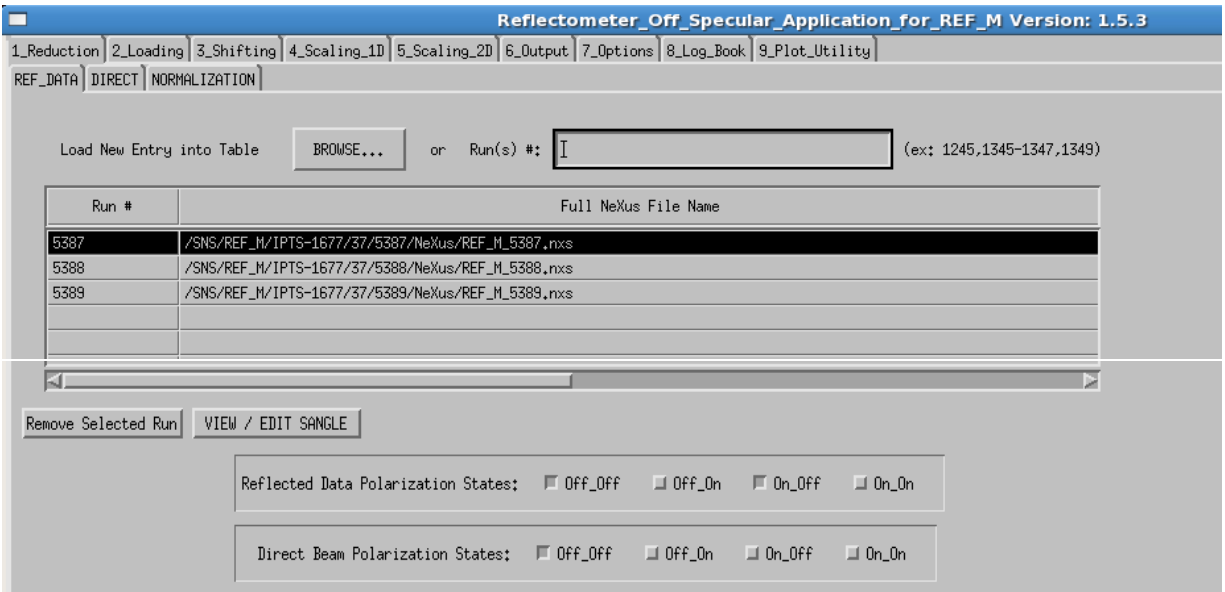 Reflectometer_Off_Specular_Application_for_REF_M Version: 1.5.3
1_Reduction 2_Loading 3_Shifting 4_Scaling_1D 5_Scaling_2D 6_Output 7_Options 8_Log_Book 9_Plot_Utility
REF_DATA DIRECT NORMALIZATION
Load New Entry into Table BROWSE... or Run(s) #: (ex: 1245,1345-1347,1349)
Run # Full NeXus File Name
5387 /SNS/REF_M/IPTS-1677/37/5387/NeXus/REF_M_5387.nxs
5388 /SNS/REF_M/IPTS-1677/37/5388/NeXus/REF_M_5388.nxs
5389 /SNS/REF_M/IPTS-1677/37/5389/NeXus/REF_M_5389.nxs
Remove Selected Run VIEW / EDIT SANGLE
Reflected Data Polarization States: Off_Off Off_On On_Off On_On
Direct Beam Polarization States: Off_Off Off_On On_Off On_On